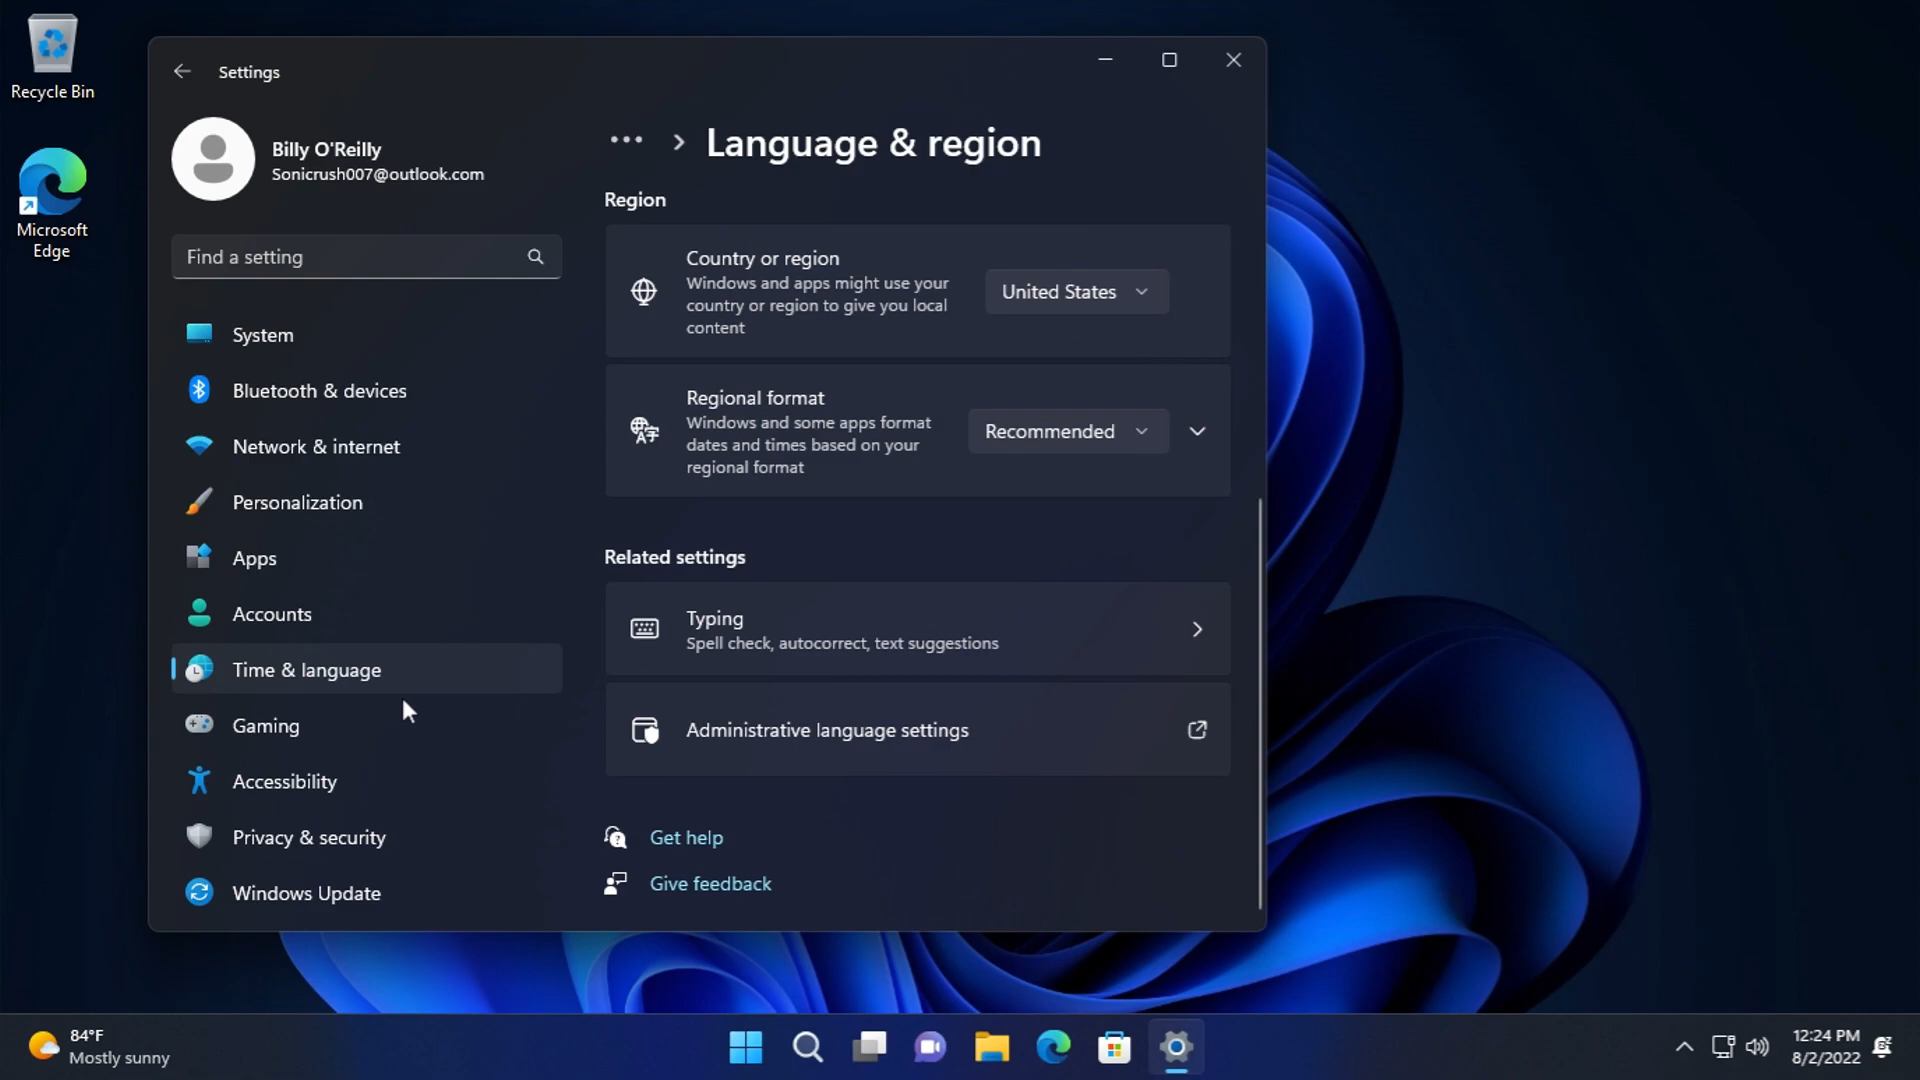 Recycle Bin
Microsoft
Edge
Settings
Billy O'Reilly
Sonicrush007@outlook.com
Find a setting
System
Bluetooth & devices
Network & internet
Personalization
Apps
Accounts
Time & language
Gaming
Accessibility
Privacy & security
Windows Update
Language & region
Region
Country or region
Windows and apps might use your
country or region to give you local
content
United States
Regional format
Windows and some apps format
dates and times based on your
regional format
Recommended
Related settings
Typing
Spell check, autocorrect, text suggestions
Administrative language settings
Get help
Give feedback
84°F
Mostly sunny
12:24 PM
8/2/2022